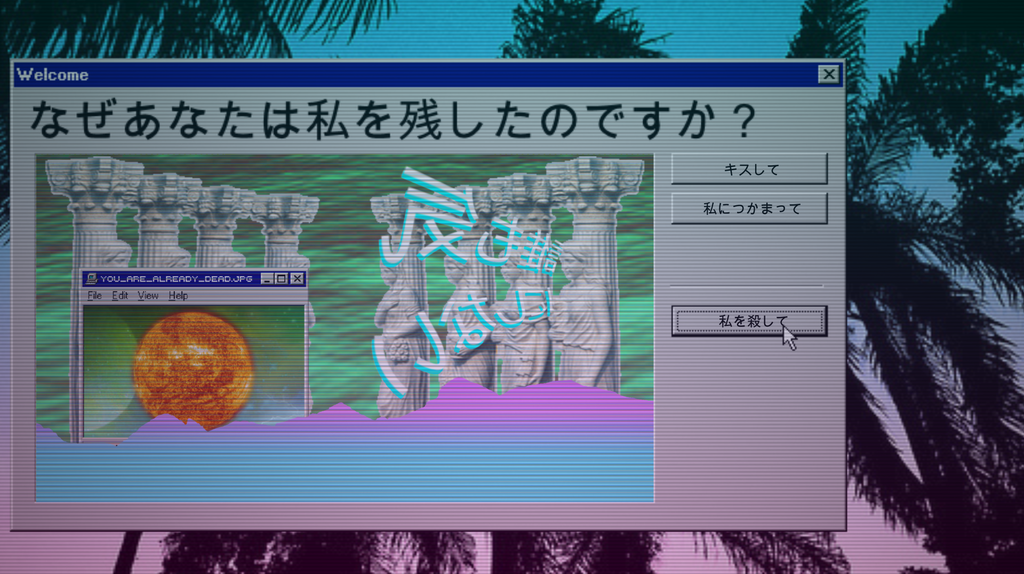 Welcome
なぜあなたは私を残したのですか？
キスして
私につかまって
私を殺して
YOU_ARE_ALREADY_DEAD.JPG
File Edit View Help